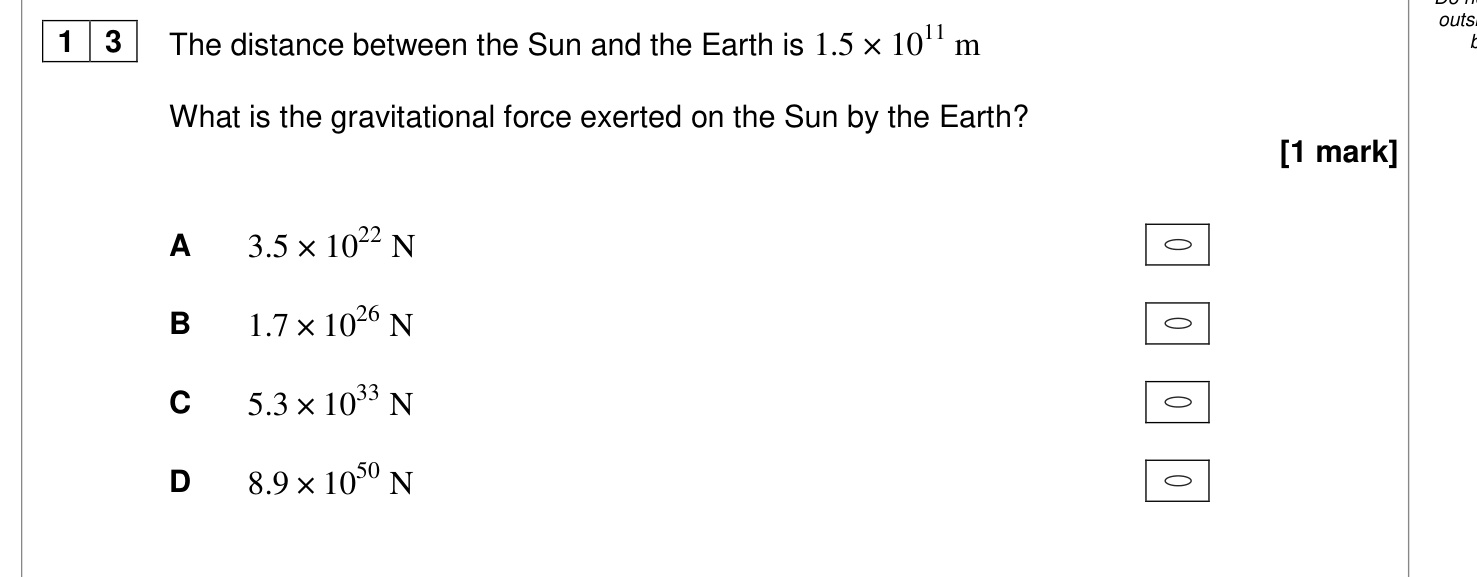 outs
1 3 The distance between the Sun and the Earth is 1.5 × 10¹¹ m
What is the gravitational force exerted on the Sun by the Earth?
[1 mark]
A 3.5 × 10²² N
B 1.7 × 10²⁶ N
C 5.3 × 10³³ N
D 8.9 × 10⁵⁰ N